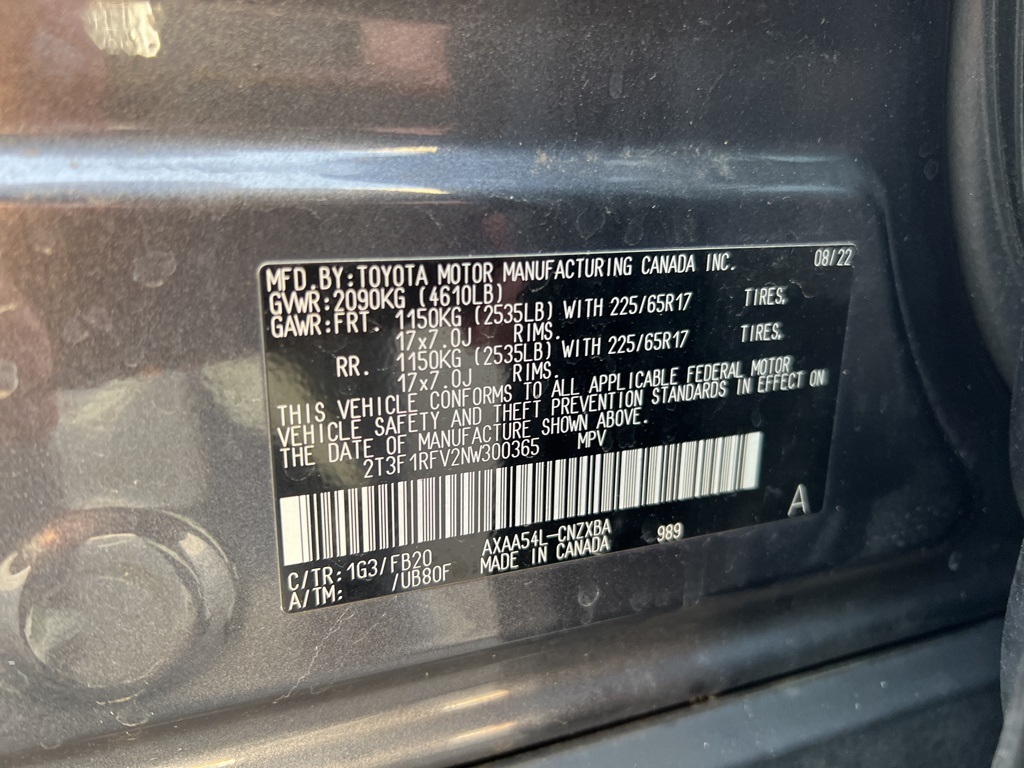 MFD.BY:TOYOTA MOTOR MANUFACTURING CANADA INC. 08/22
GVWR:2090KG (4610LB)
GAWR:FRT. 1150KG (2535LB) WITH 225/65R17 TIRES,
17x7.0J RIMS.
RR. 1150KG (2535LB) WITH 225/65R17 TIRES,
17x7.0J RIMS.
THIS VEHICLE CONFORMS TO ALL APPLICABLE FEDERAL MOTOR
VEHICLE SAFETY AND THEFT PREVENTION STANDARDS IN EFFECT ON
THE DATE OF MANUFACTURE SHOWN ABOVE.
2T3F1RFV2NW300365 MPV
A
C/TR:1G3/FB20 AXAA54L-CNZXBA 989
A/TM: /UB80F MADE IN CANADA